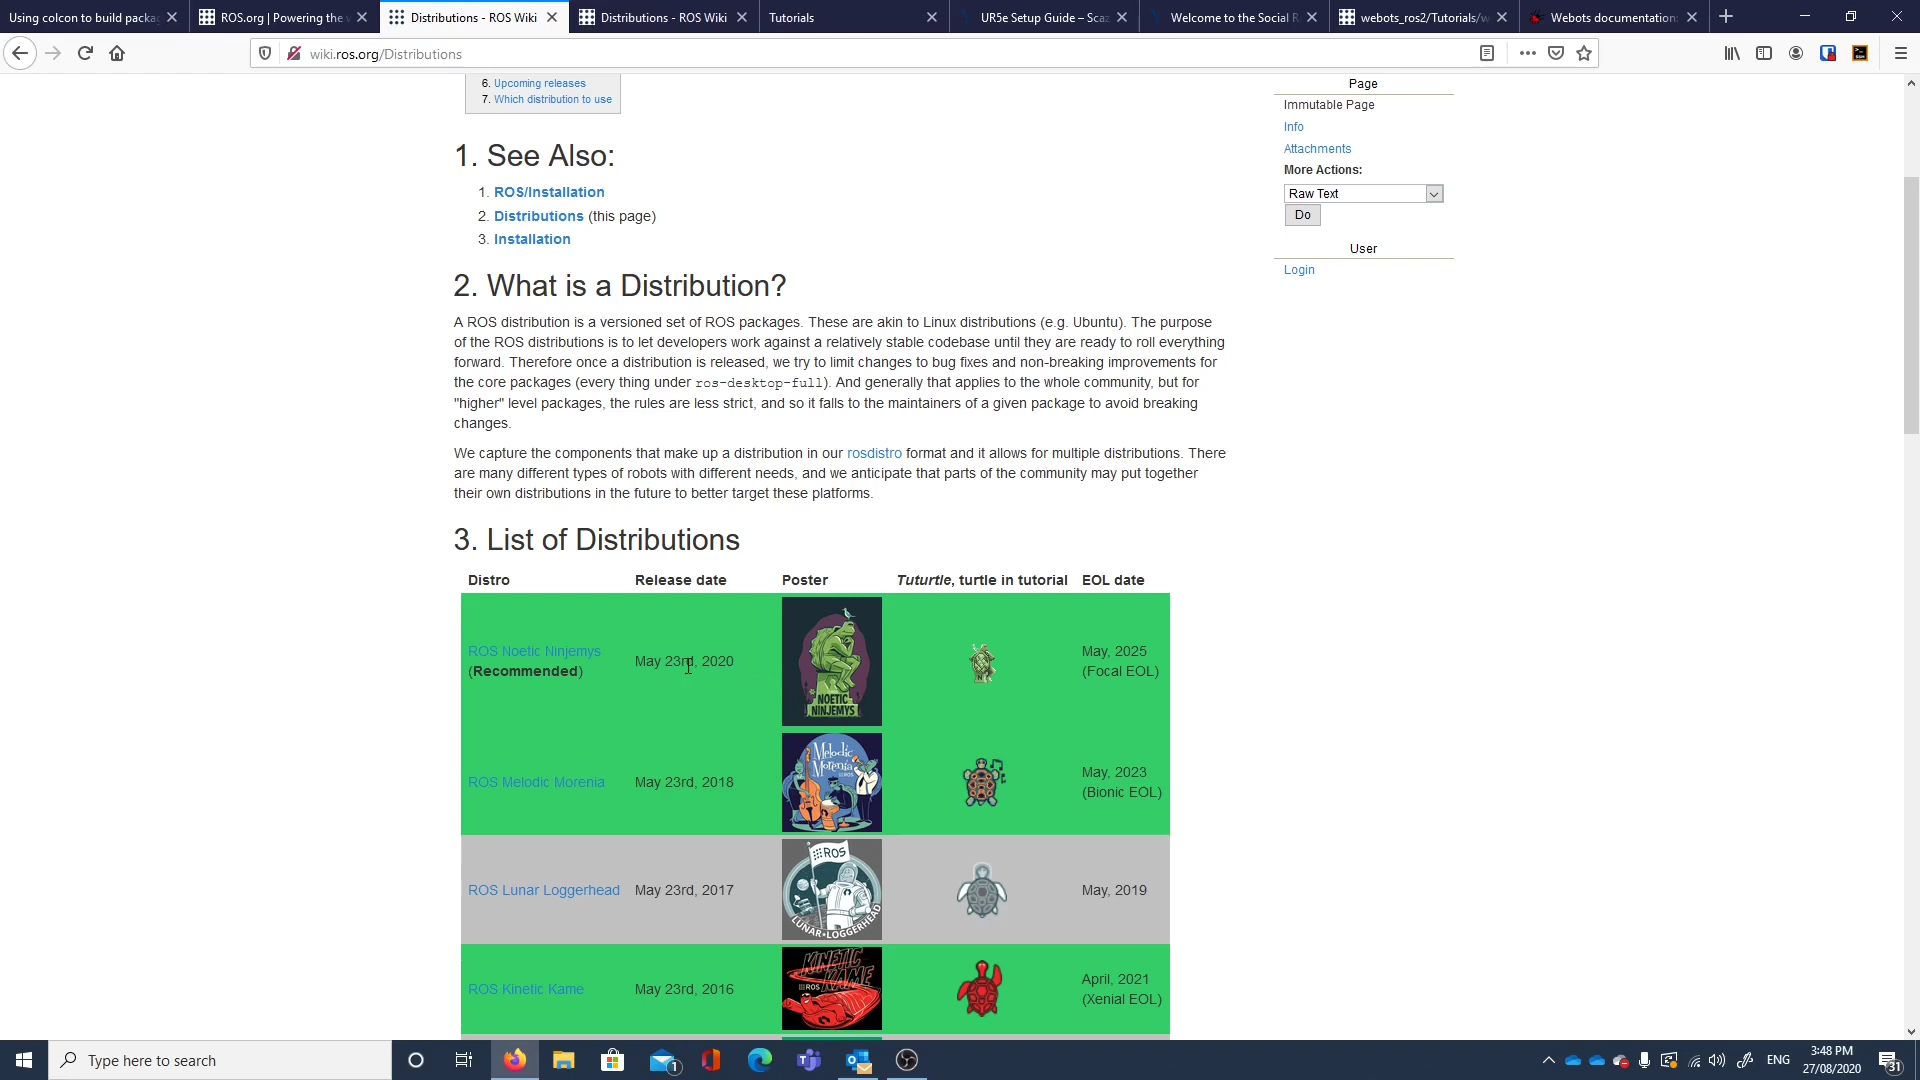 Using colcon to build packa
ROS.org | Powering the w
Distributions - ROS Wiki
Distributions - ROS Wiki
Tutorials
UR5e Setup Guide – Scaz
Welcome to the Social R
webots_ros2/Tutorials/w
Webots documentation
wiki.ros.org/Distributions
6. Upcoming releases
7. Which distribution to use
1. See Also:
1. ROS/Installation
2. Distributions (this page)
3. Installation
2. What is a Distribution?
A ROS distribution is a versioned set of ROS packages. These are akin to Linux distributions (e.g. Ubuntu). The purpose
of the ROS distributions is to let developers work against a relatively stable codebase until they are ready to roll everything
forward. Therefore once a distribution is released, we try to limit changes to bug fixes and non-breaking improvements for
the core packages (every thing under ros-desktop-full). And generally that applies to the whole community, but for
"higher" level packages, the rules are less strict, and so it falls to the maintainers of a given package to avoid breaking
changes.
We capture the components that make up a distribution in our rosdistro format and it allows for multiple distributions. There
are many different types of robots with different needs, and we anticipate that parts of the community may put together
their own distributions in the future to better target these platforms.
3. List of Distributions
Distro Release date Poster Tuturtle, turtle in tutorial EOL date
ROS Noetic Ninjemys
(Recommended)
May 23rd, 2020
NOETIC
NINJEMYS
May, 2025
(Focal EOL)
ROS Melodic Morenia
May 23rd, 2018
Melodic
Morenia
May, 2023
(Bionic EOL)
ROS Lunar Loggerhead
May 23rd, 2017
ROS
LUNAR LOGGERHEAD
May, 2019
ROS Kinetic Kame
May 23rd, 2016
KINETIC
KAME
ROS
April, 2021
(Xenial EOL)
Page
Immutable Page
Info
Attachments
More Actions:
Raw Text
Do
User
Login
Type here to search
1
ENG
3:48 PM
27/08/2020
31